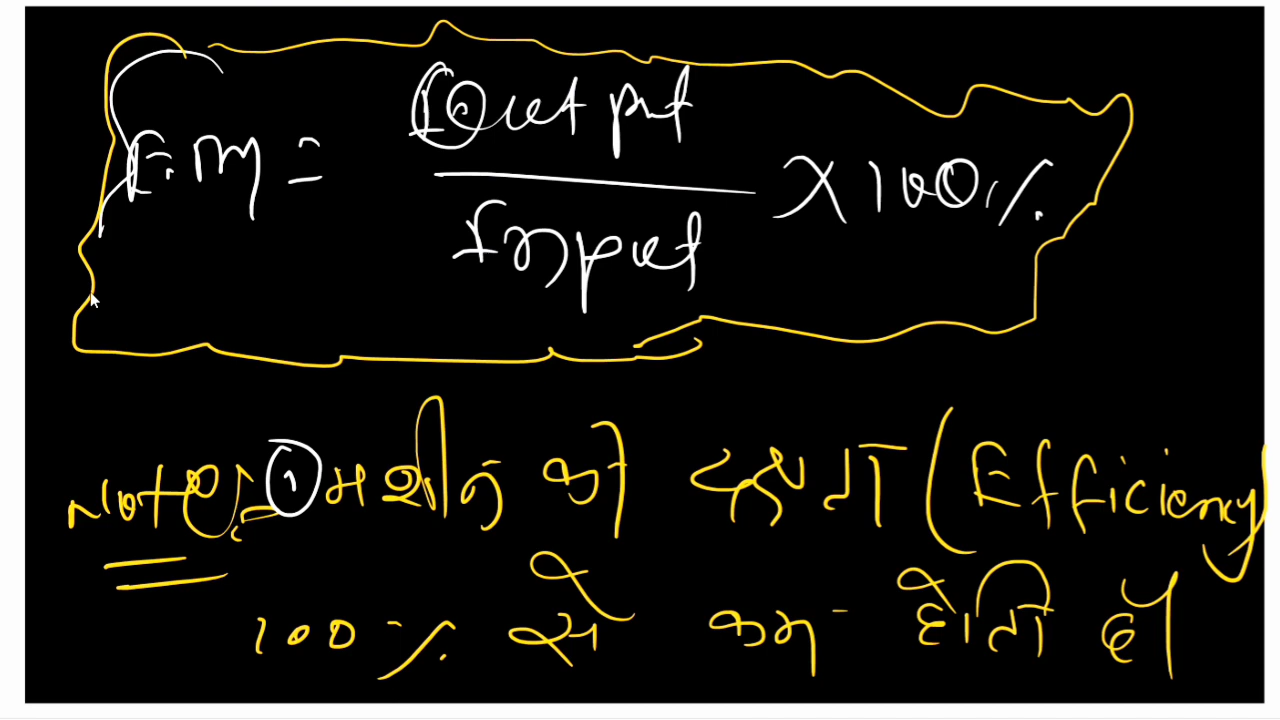 E.M = Output / Input × 100%
Note: ① मशीन की दक्षता (Efficiency
100% से कम होती है